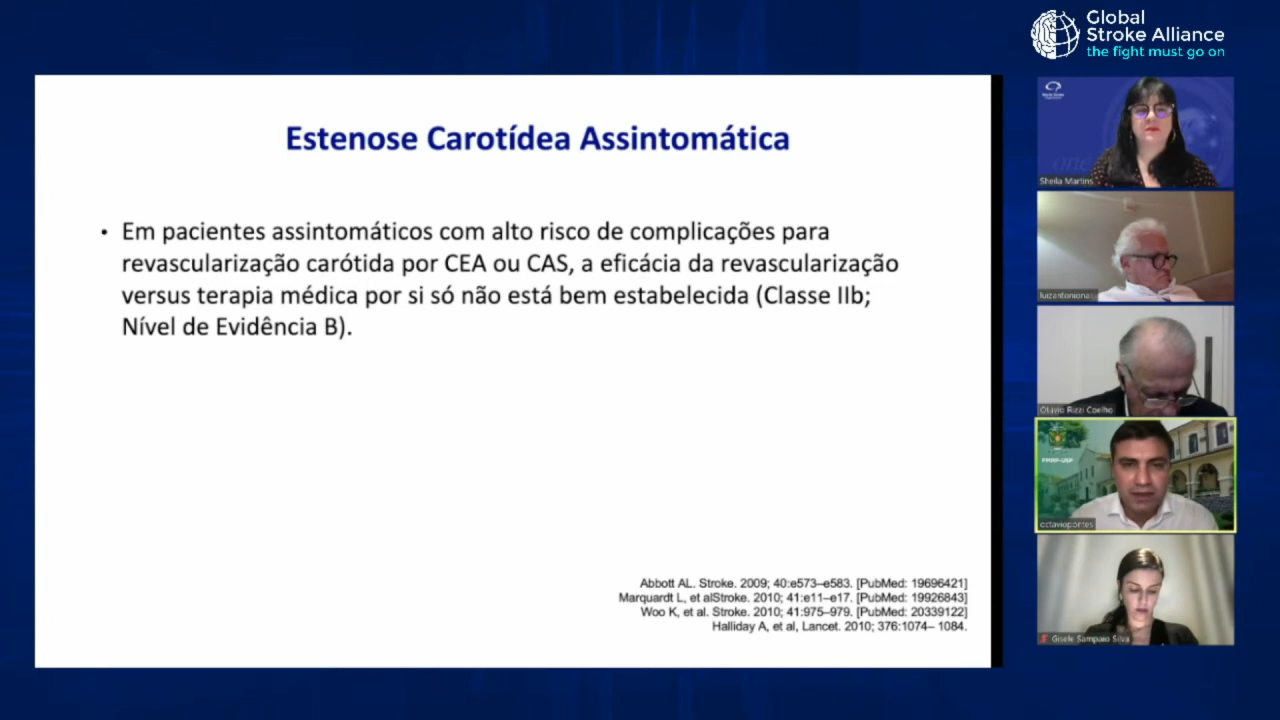 Global
Stroke Alliance
the fight must go on
Estenose Carotídea Assintomática
• Em pacientes assintomáticos com alto risco de complicações para
revascularização carótida por CEA ou CAS, a eficácia da revascularização
versus terapia médica por si só não está bem estabelecida (Classe IIb;
Nível de Evidência B).
Abbott AL. Stroke. 2009; 40:e573–e583. [PubMed: 19696421]
Marquardt L, et alStroke. 2010; 41:e11–e17. [PubMed: 19926843]
Woo K, et al. Stroke. 2010; 41:975–979. [PubMed: 20339122]
Halliday A, et al, Lancet. 2010; 376:1074– 1084.
Sheila Martins
Otavio Rizzi Coelho
FMRP-USP
octaviopontes
Gisele Sampaio Silva